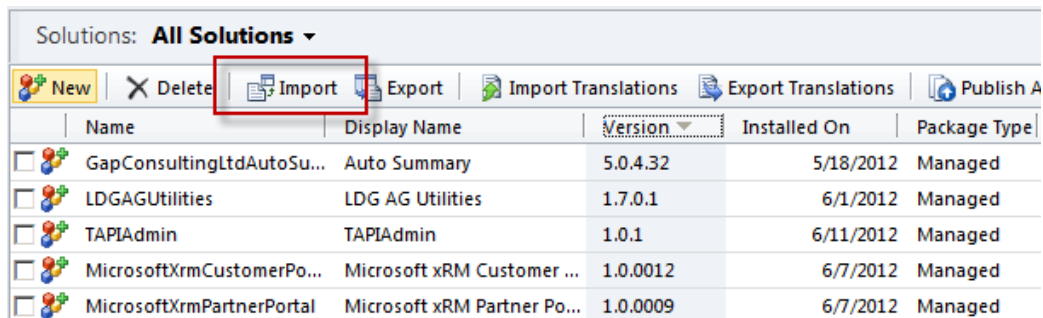 Solutions: All Solutions
New Delete Import Export Import Translations Export Translations Publish A
Name Display Name Version Installed On Package Type
GapConsultingLtdAutoSu... Auto Summary 5.0.4.32 5/18/2012 Managed
LDGAGUtilities LDG AG Utilities 1.7.0.1 6/1/2012 Managed
TAPIAdmin TAPIAdmin 1.0.1 6/11/2012 Managed
MicrosoftXrmCustomerPo... Microsoft xRM Customer ... 1.0.0012 6/7/2012 Managed
MicrosoftXrmPartnerPortal Microsoft xRM Partner Po... 1.0.0009 6/7/2012 Managed